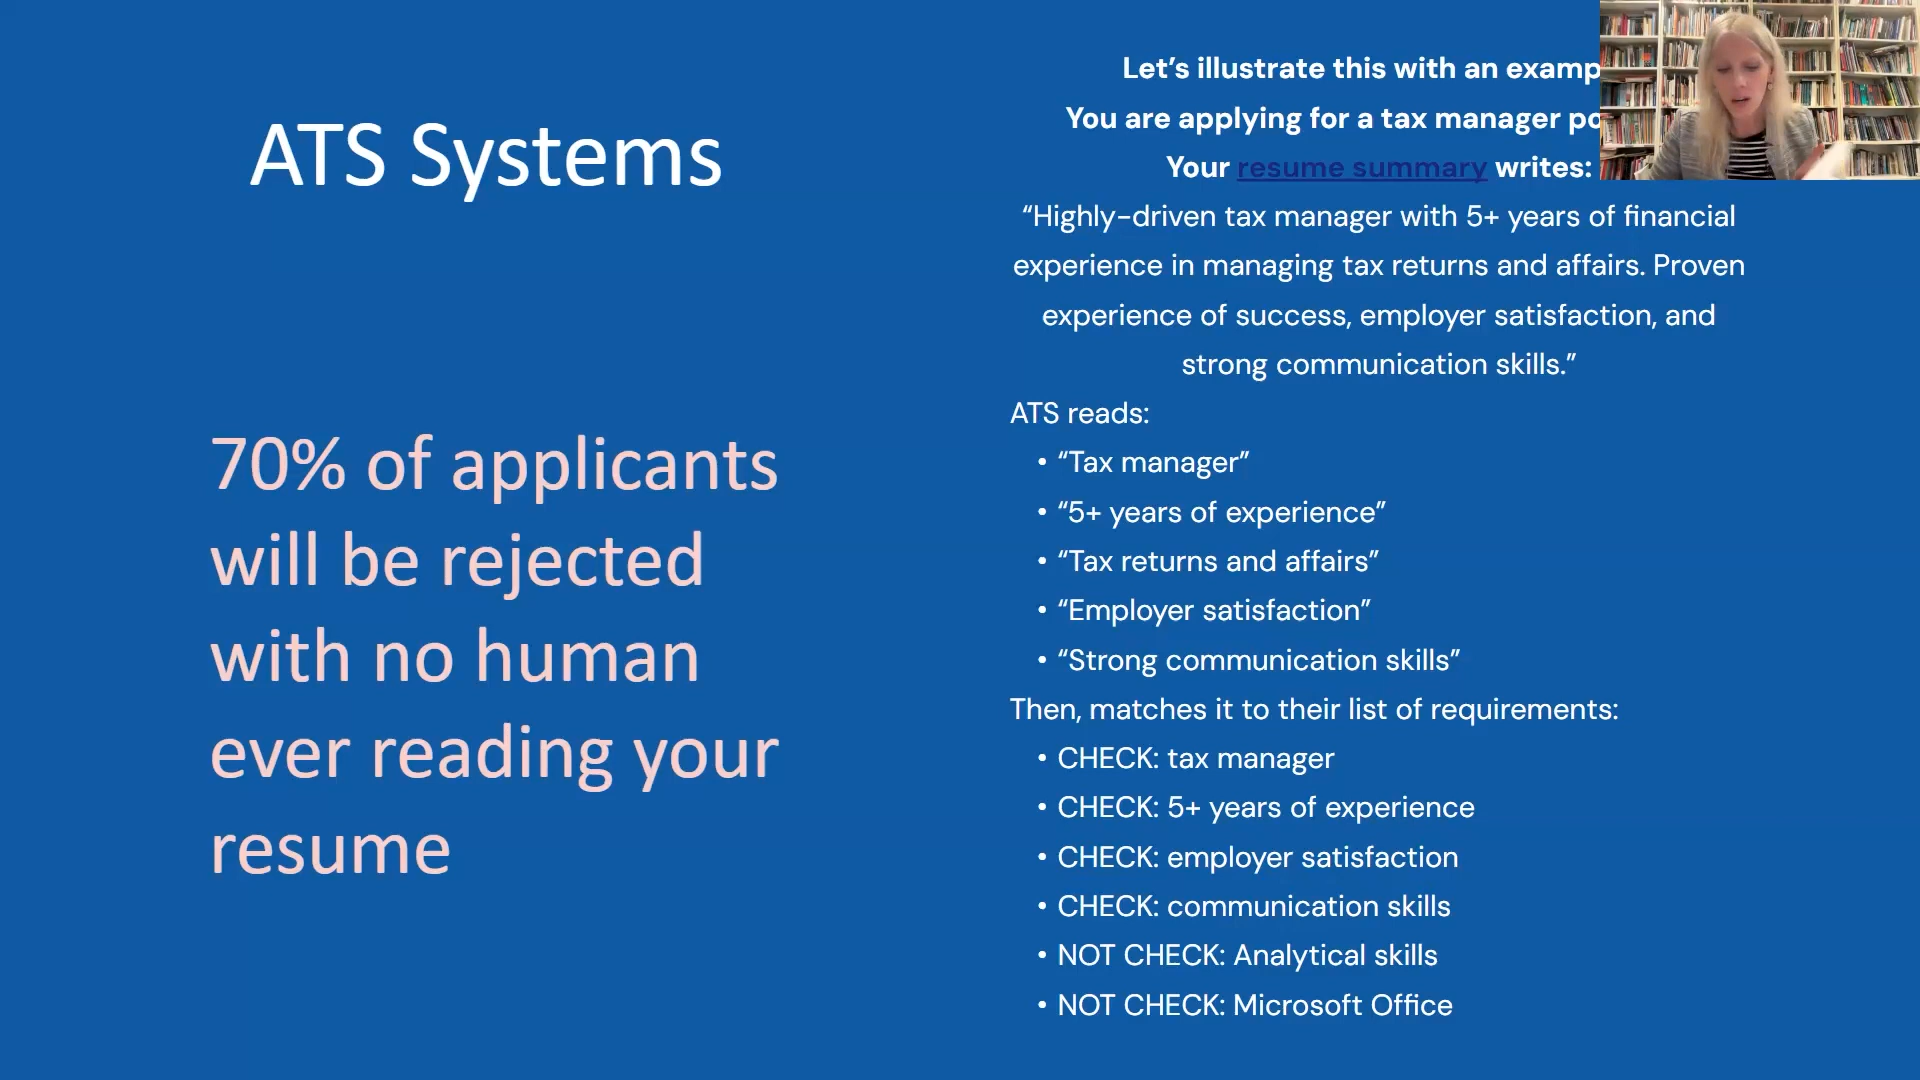 ATS Systems
70% of applicants
will be rejected
with no human
ever reading your
resume
Let’s illustrate this with an
You are applying for a tax manager
Your resume summary writes:
“Highly-driven tax manager with 5+ years of financial
experience in managing tax returns and affairs. Proven
experience of success, employer satisfaction, and
strong communication skills.”
ATS reads:
• “Tax manager”
• “5+ years of experience”
• “Tax returns and affairs”
• “Employer satisfaction”
• “Strong communication skills”
Then, matches it to their list of requirements:
• CHECK: tax manager
• CHECK: 5+ years of experience
• CHECK: employer satisfaction
• CHECK: communication skills
• NOT CHECK: Analytical skills
• NOT CHECK: Microsoft Office